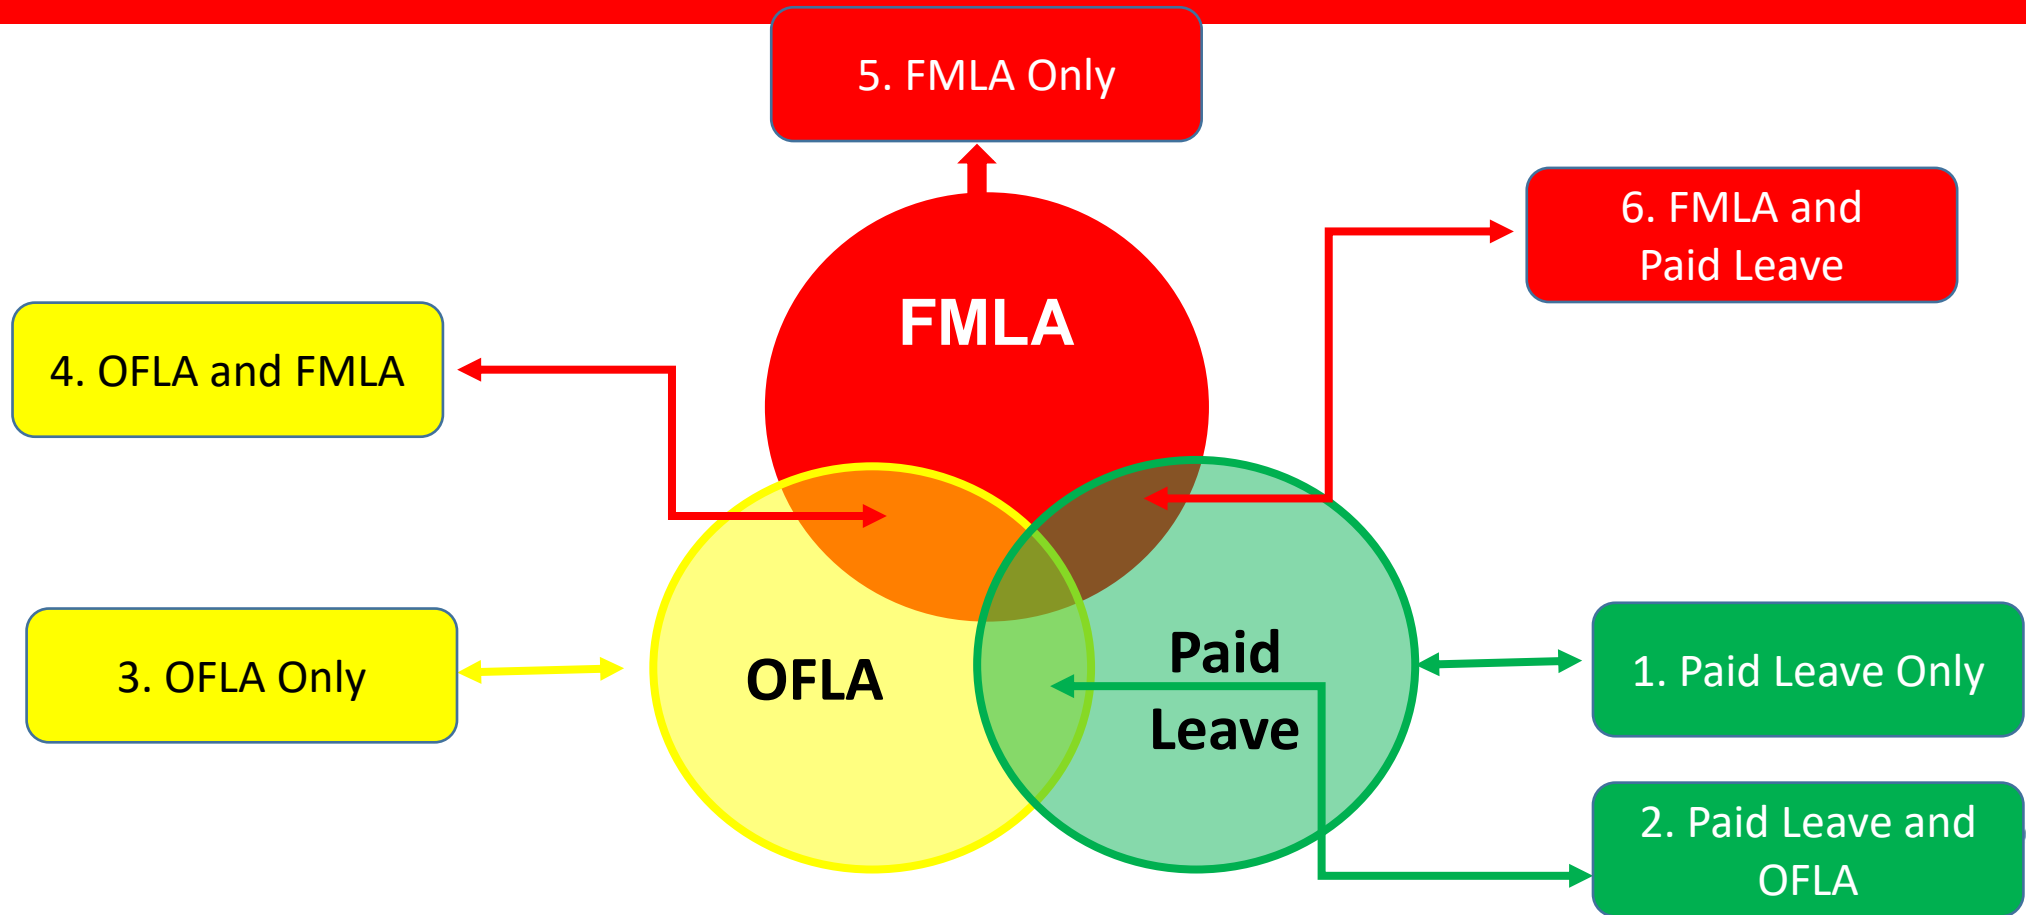 5. FMLA Only
6. FMLA and
Paid Leave
FMLA
4. OFLA and FMLA
3. OFLA Only
OFLA
Paid
Leave
1. Paid Leave Only
2. Paid Leave and
OFLA